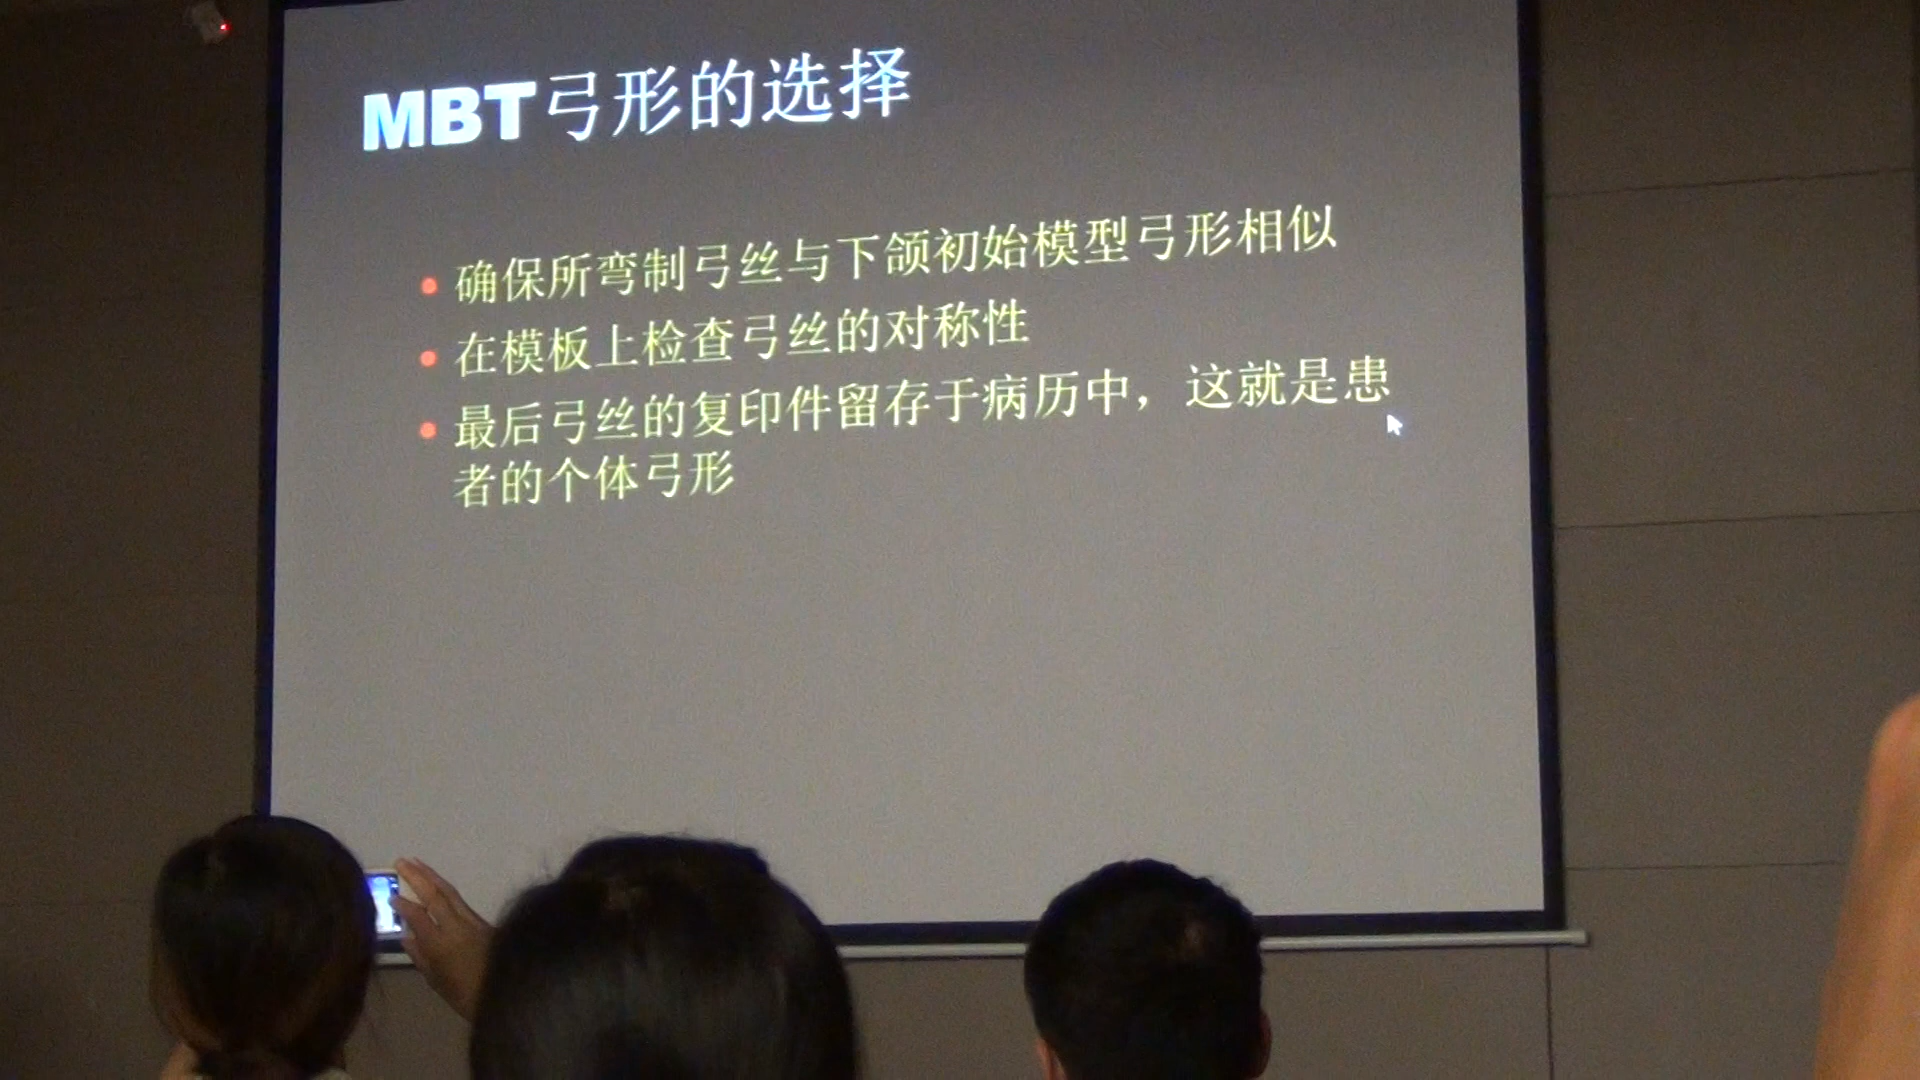 MBT弓形的选择
确保所弯制弓丝与下颌初始模型弓形相似
在模板上检查弓丝的对称性
最后弓丝的复印件留存于病历中，这就是患
者的个体弓形